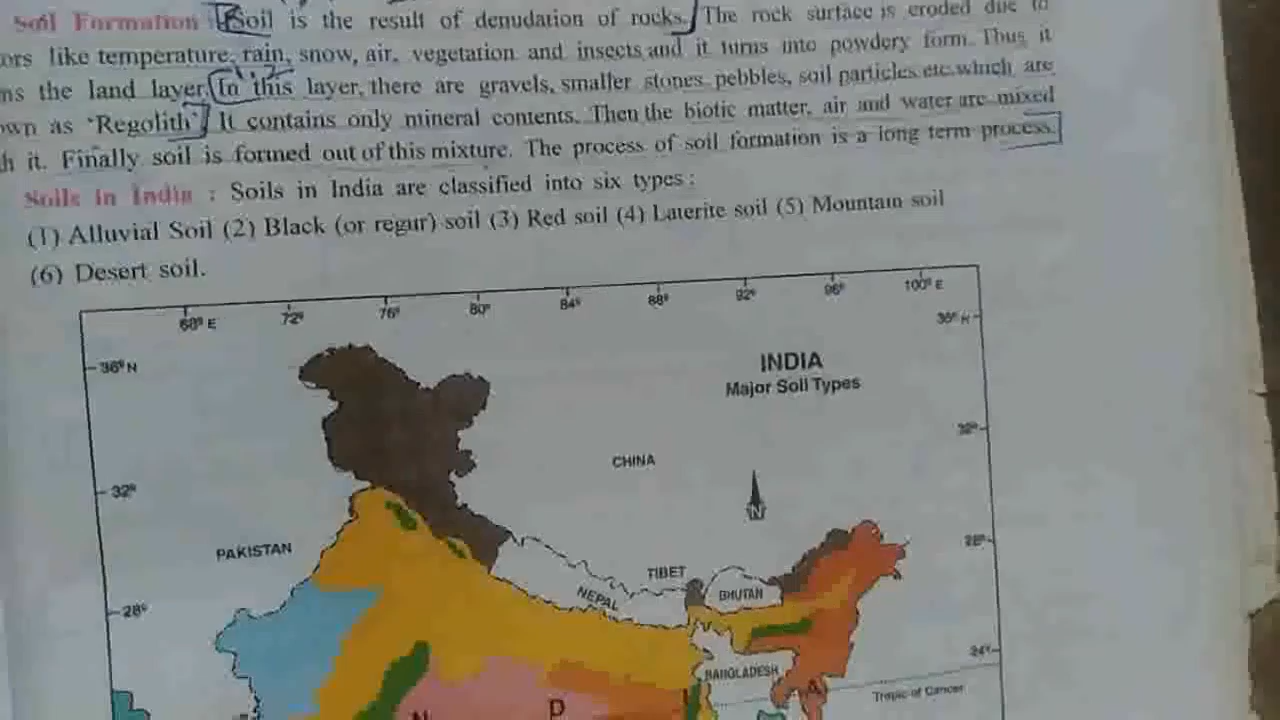 Soil Formation : Soil is the result of denudation of rocks. The rock surface is eroded due to
ors like temperature, rain, snow, air, vegetation and insects and it turns into powdery form. Thus it
ms the land layer. In this layer, there are gravels, smaller stones pebbles, soil particles etc. which are
own as 'Regolith'. It contains only mineral contents. Then the biotic matter, air and water are mixed
h it. Finally soil is formed out of this mixture. The process of soil formation is a long term process.
Soils in India : Soils in India are classified into six types :
(1) Alluvial Soil (2) Black (or regur) soil (3) Red soil (4) Laterite soil (5) Mountain soil
(6) Desert soil.
68° E 72° 76° 80° 84° 88° 92° 96° 100° E
36° N
36° N
INDIA
Major Soil Types
32°
CHINA
32°
N
PAKISTAN
28°
TIBET
NEPAL
BHUTAN
28°
24°
BANGLADESH
Tropic of Cancer
N D I A